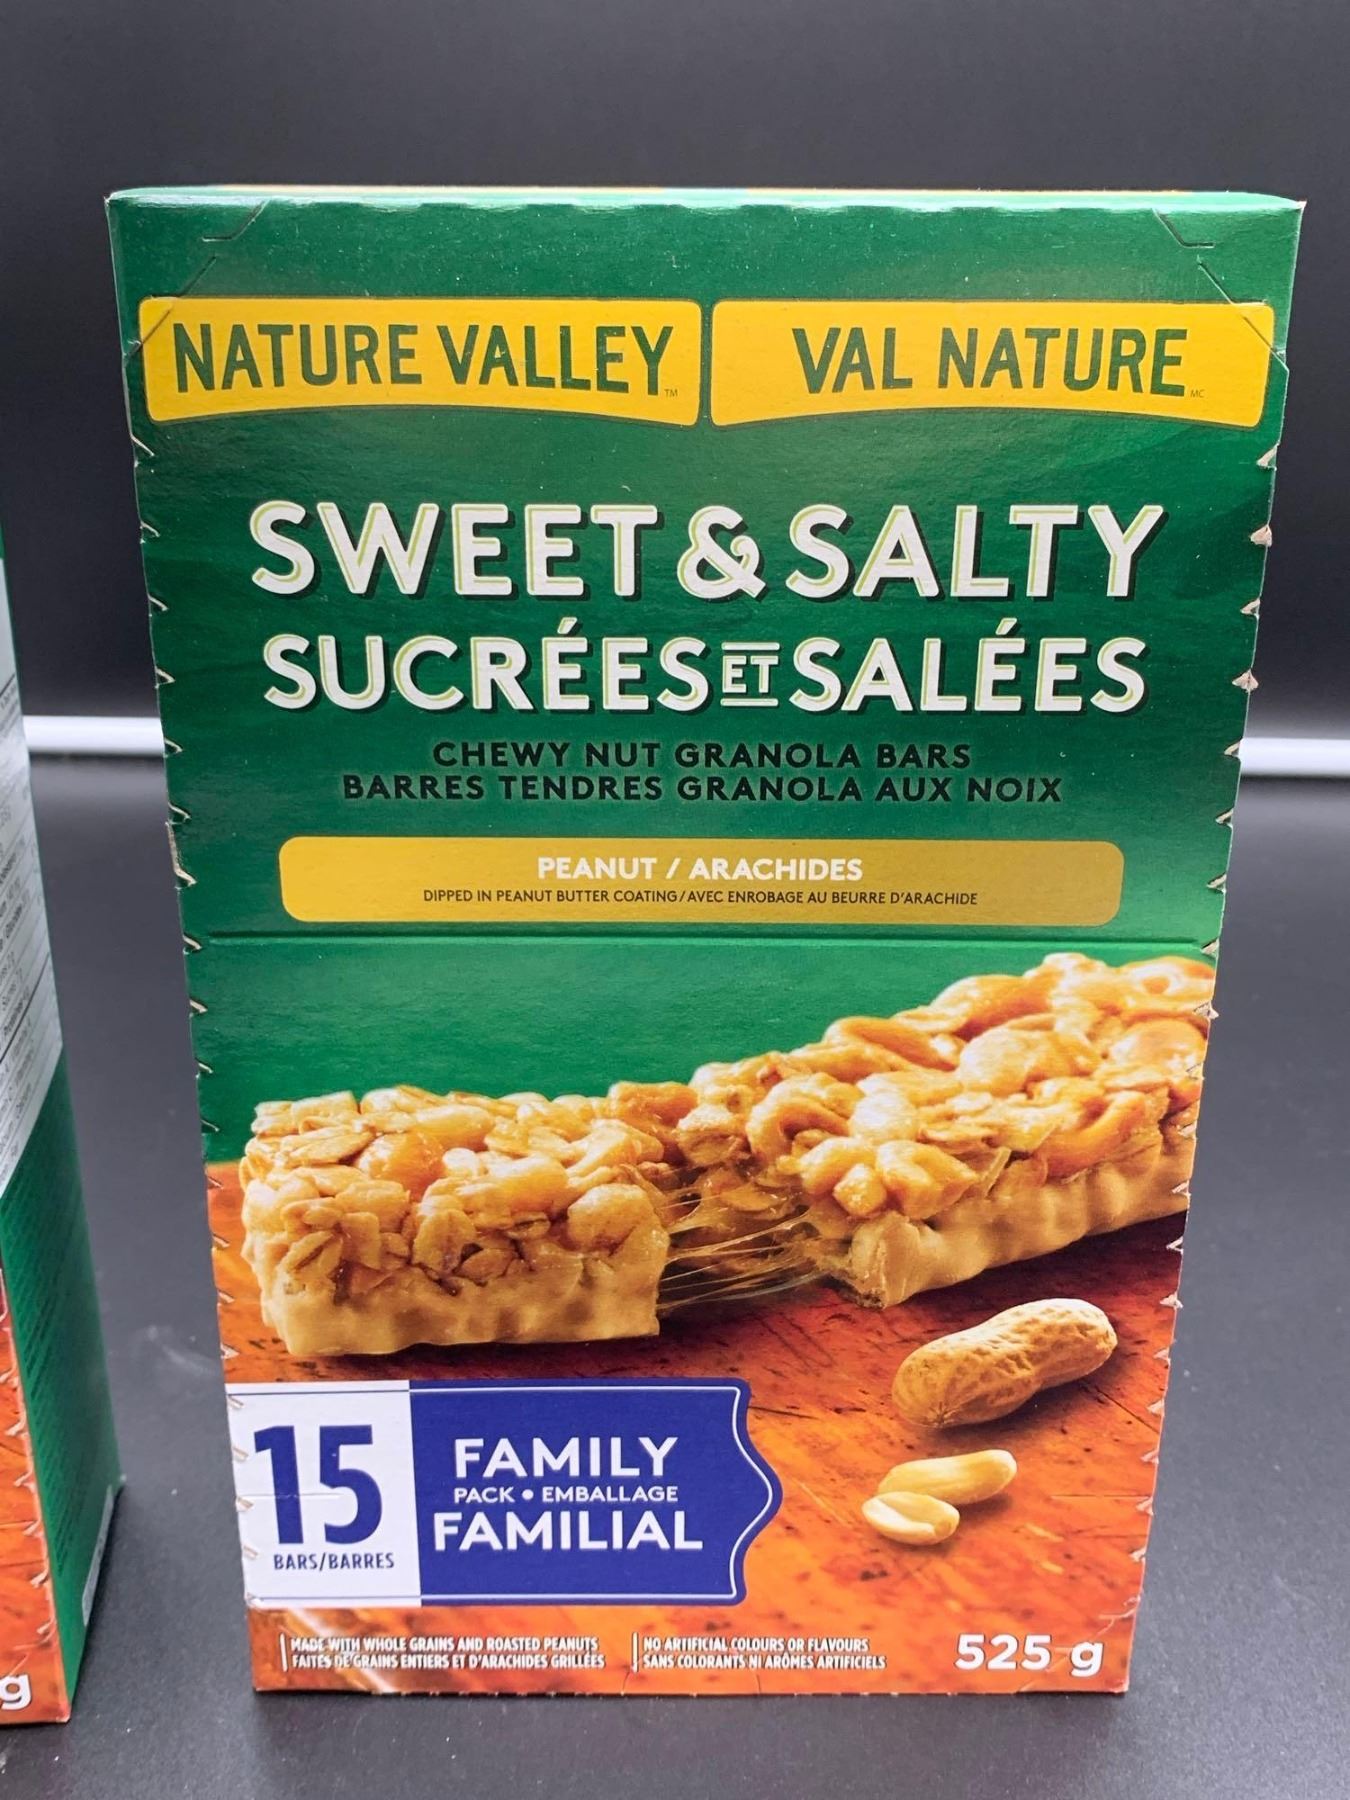 NATURE VALLEY TM
VAL NATURE MC
SWEET & SALTY
SUCRÉES ET SALÉES
CHEWY NUT GRANOLA BARS
BARRES TENDRES GRANOLA AUX NOIX
PEANUT / ARACHIDES
DIPPED IN PEANUT BUTTER COATING/AVEC ENROBAGE AU BEURRE D'ARACHIDE
15
BARS/BARRES
FAMILY
PACK • EMBALLAGE
FAMILIAL
MADE WITH WHOLE GRAINS AND ROASTED PEANUTS
FAITES DE GRAINS ENTIERS ET D'ARACHIDES GRILLÉES
NO ARTIFICIAL COLOURS OR FLAVOURS
SANS COLORANTS NI ARÔMES ARTIFICIELS
525 g
g